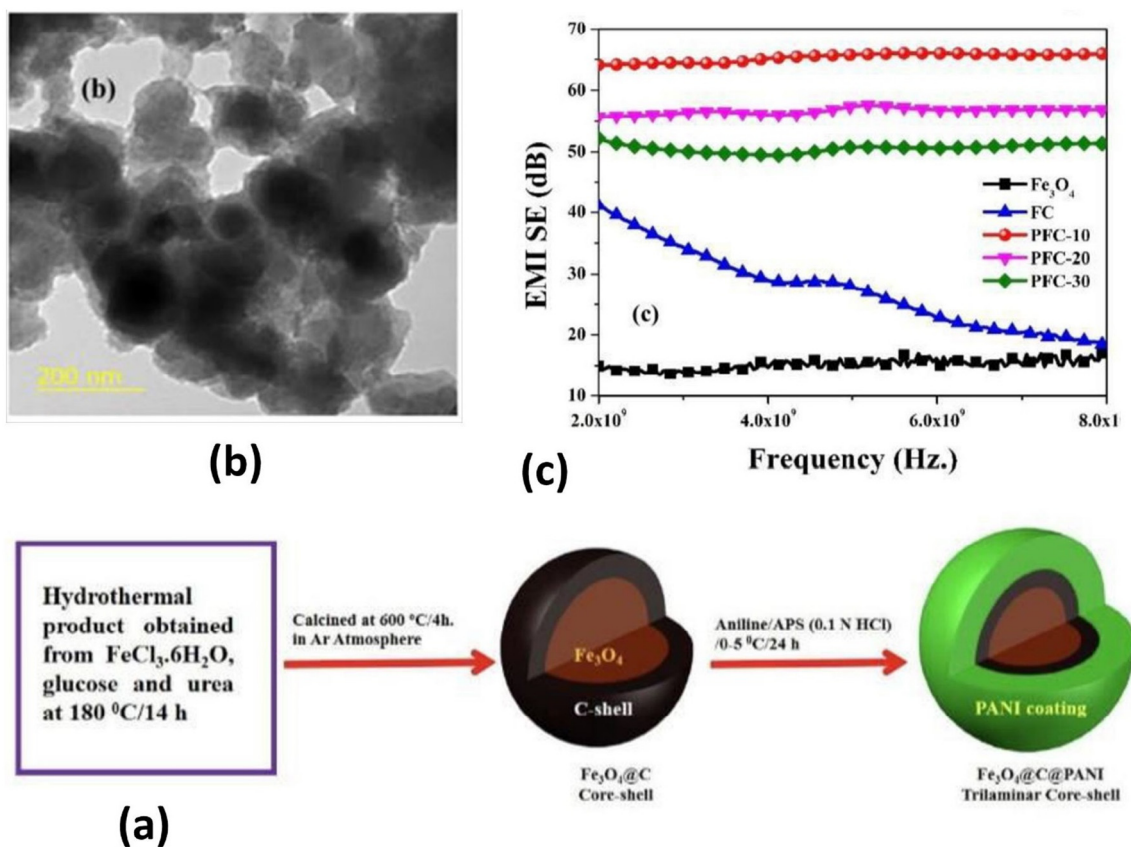 (b)
200 nm
(b)
70
60
50
40
30
20
10
EMI SE (dB)
Fe₃O₄
FC
PFC-10
PFC-20
PFC-30
(c)
2.0x10⁹
4.0x10⁹
6.0x10⁹
8.0x1
Frequency (Hz.)
(c)
Hydrothermal
product obtained
from FeCl₃.6H₂O,
glucose and urea
at 180 ⁰C/14 h
Calcined at 600 °C/4h.
in Ar Atmosphere
Fe₃O₄
C-shell
Fe₃O₄@C
Core-shell
Aniline/APS (0.1 N HCl)
/0-5 ⁰C/24 h
PANI coating
Fe₃O₄@C@PANI
Trilaminar Core-shell
(a)